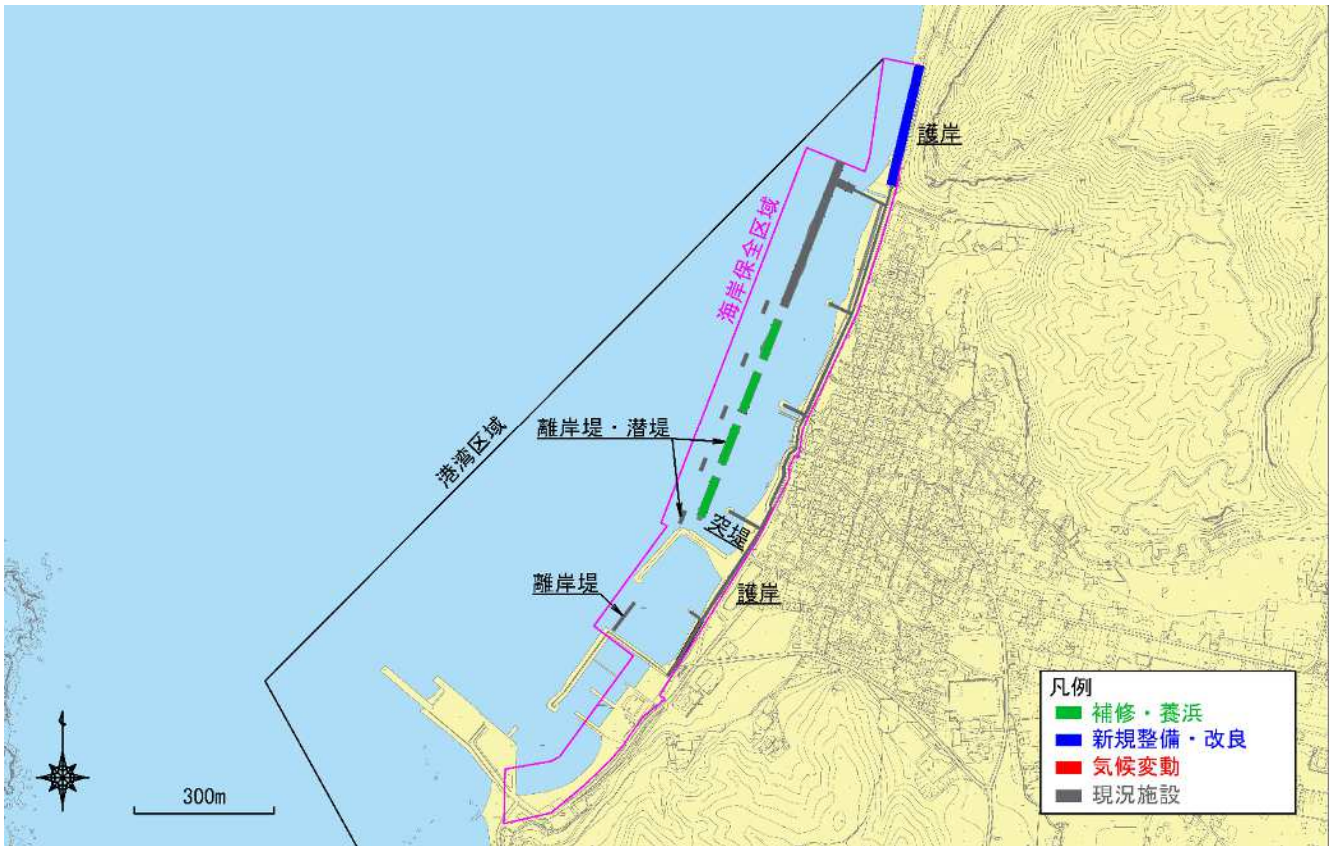 護岸
海岸保全区域
港湾区域
離岸堤・潜堤
突堤
離岸堤
護岸
凡例
補修・養浜
新規整備・改良
気候変動
現況施設
300m